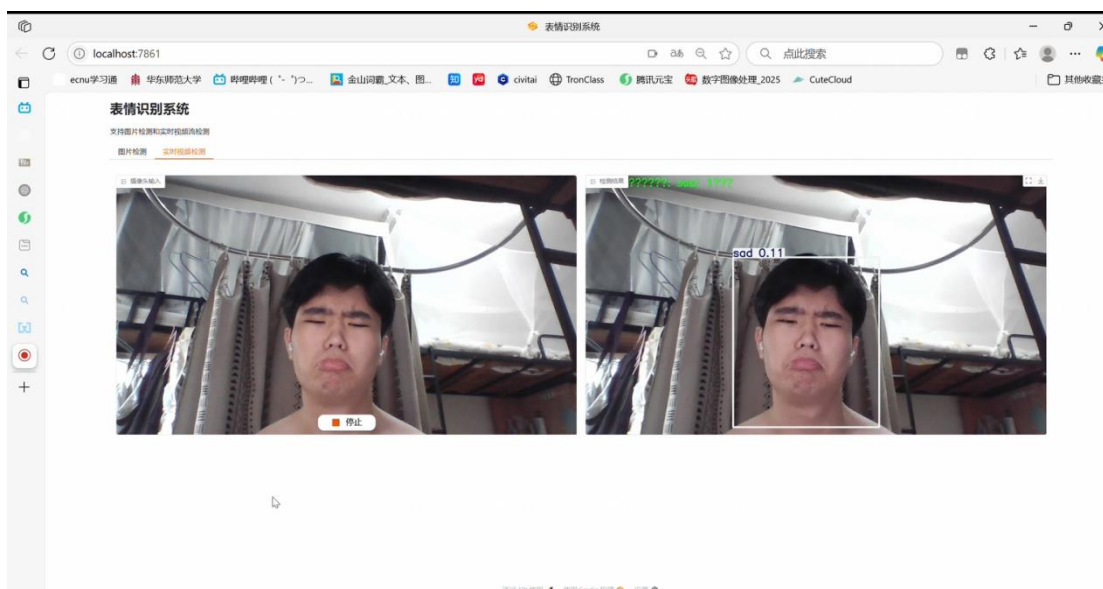 表情识别系统
localhost:7861
点此搜索
ecnu学习通 华东师范大学 哔哩哔哩 ( ゜- ゜)つ... 金山词霸_文本、图... 知 yd civitai TronClass 腾讯元宝 数字图像处理_2025 CuteCloud 其他收藏
表情识别系统
支持图片检测和实时视频流检测
图片检测 实时视频检测
摄像头输入
检测结果 ??????: sad
sad 0.11
停止